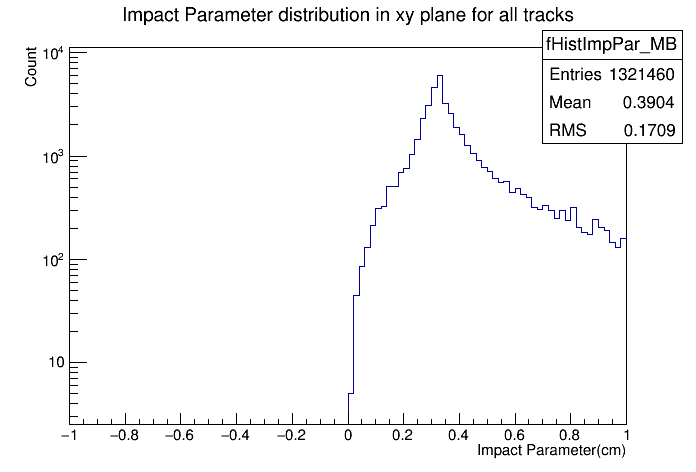 Impact Parameter distribution in xy plane for all tracks
fHistImpPar_MB
Entries 1321460
Mean 0.3904
RMS 0.1709
Count
10⁴
10³
10²
10
−1 −0.8 −0.6 −0.4 −0.2 0 0.2 0.4 0.6 0.8 1
Impact Parameter(cm)